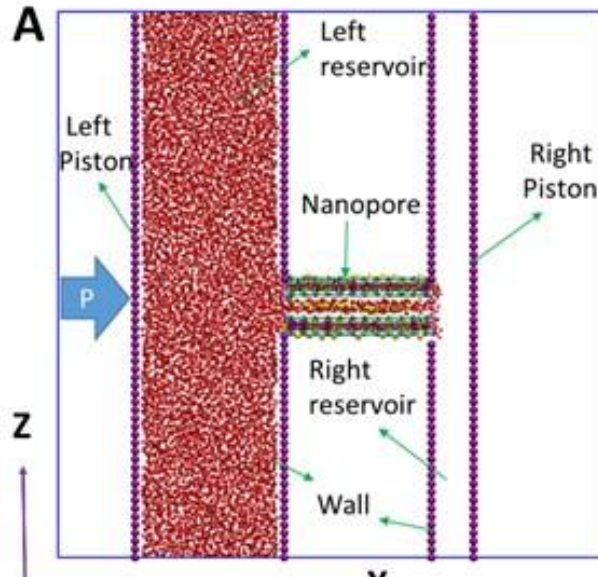 A
Left
reservoir
Left
Piston
Right
Piston
Nanopore
P
Right
reservoir
Z
Wall